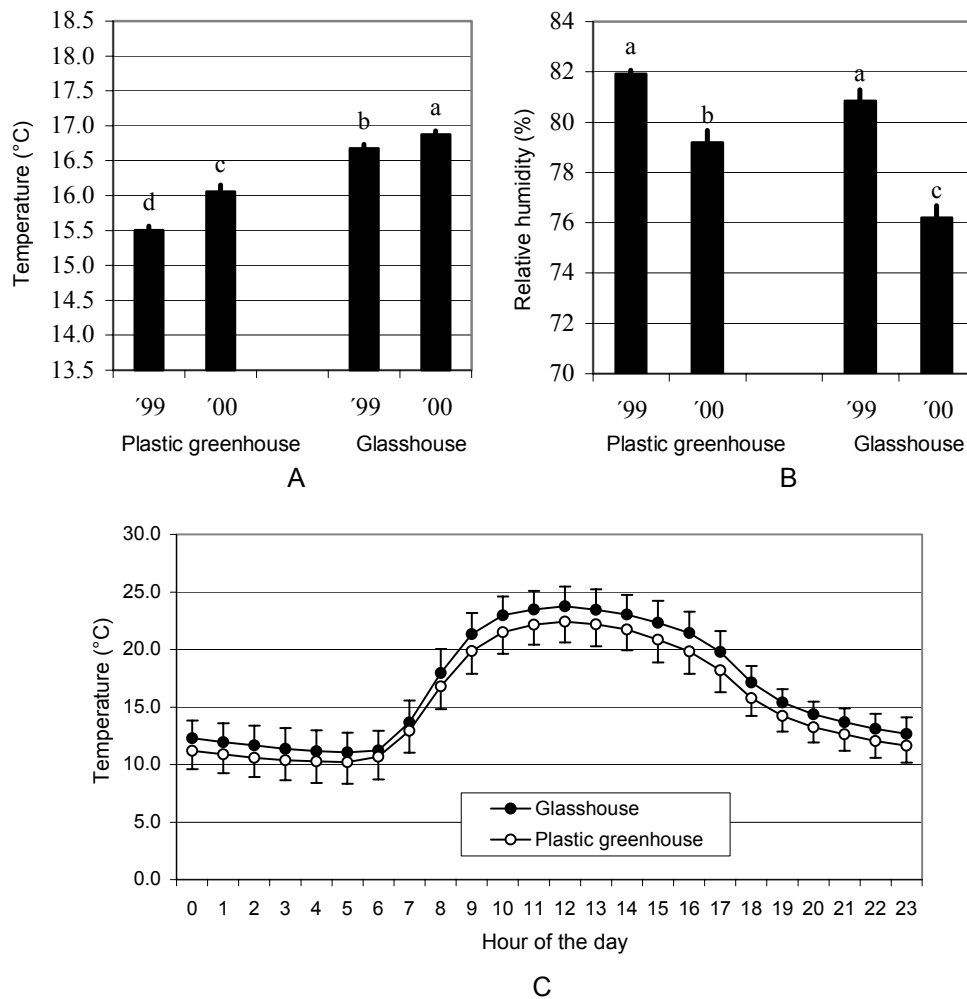 18.5
18.0
17.5
17.0
16.5
16.0
15.5
15.0
14.5
14.0
13.5
Temperature (°C)
d
c
b
a
´99 ´00 ´99 ´00
Plastic greenhouse Glasshouse
A
84
82
80
78
76
74
72
70
Relative humidity (%)
a
b
a
c
´99 ´00 ´99 ´00
Plastic greenhouse Glasshouse
B
30.0
25.0
20.0
15.0
10.0
5.0
0.0
Temperature (°C)
Glasshouse
Plastic greenhouse
0 1 2 3 4 5 6 7 8 9 10 11 12 13 14 15 16 17 18 19 20 21 22 23
Hour of the day
C